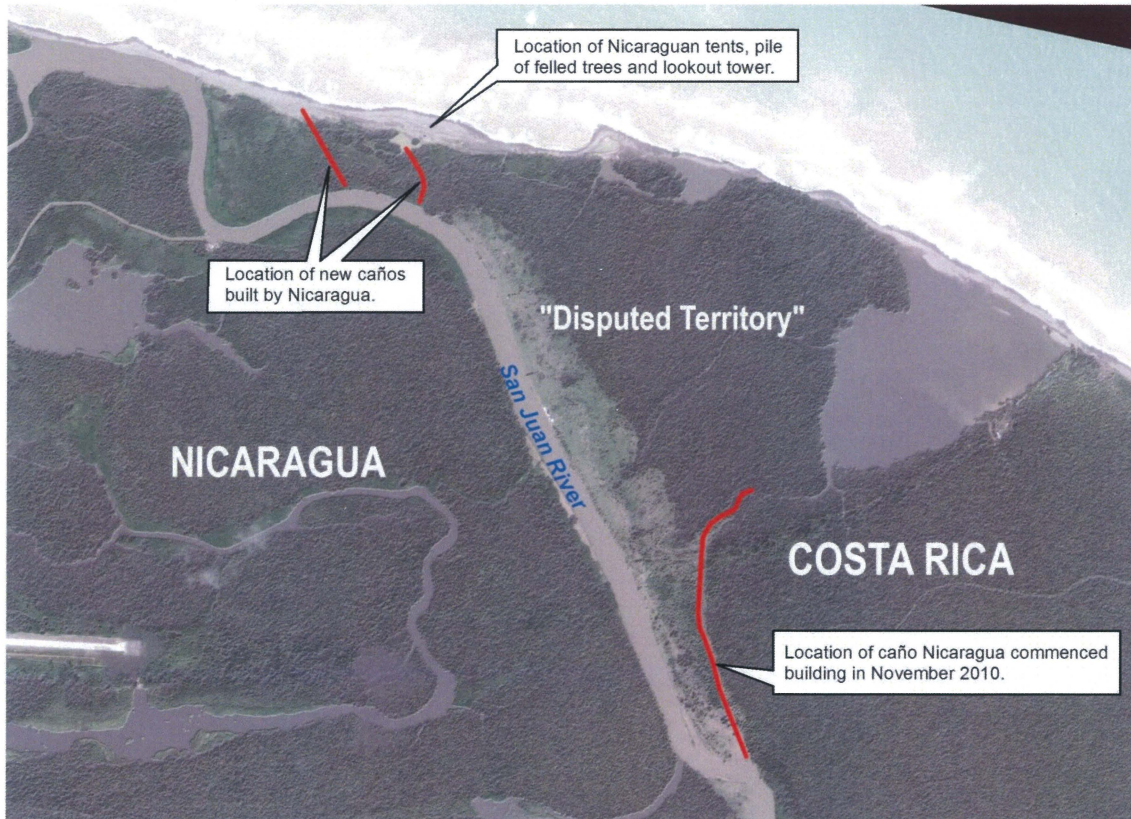 Location of Nicaraguan tents, pile
of felled trees and lookout tower.
Location of new caños
built by Nicaragua.
"Disputed Territory"
San Juan River
NICARAGUA
COSTA RICA
Location of caño Nicaragua commenced
building in November 2010.